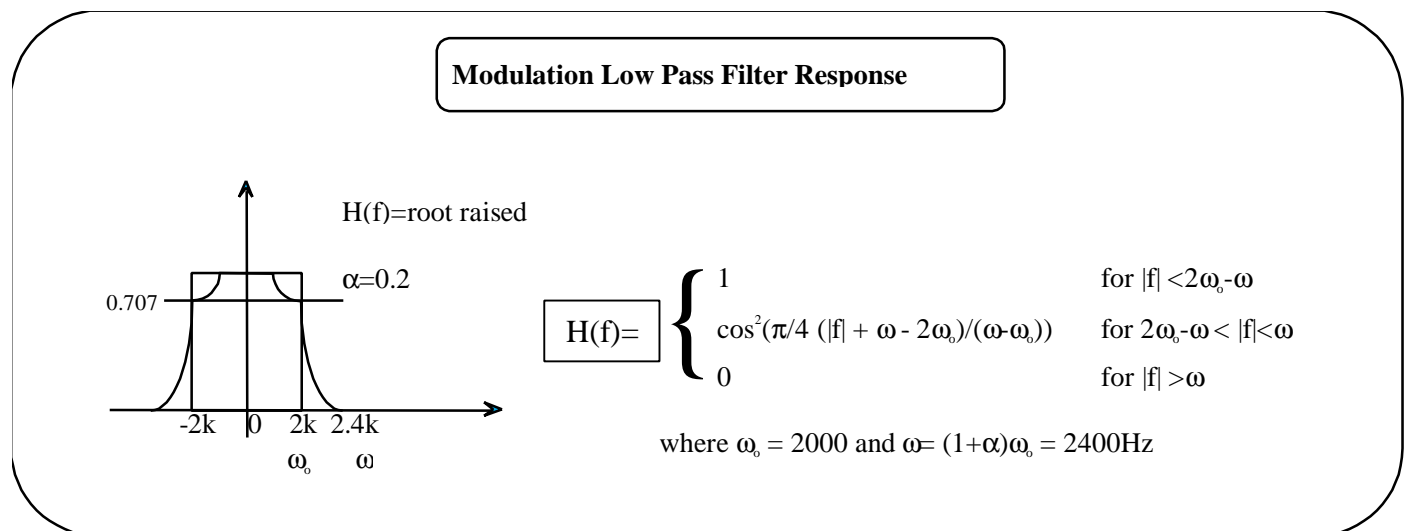 Modulation Low Pass Filter Response
H(f)=root raised
α=0.2
0.707
-2k 0 2k 2.4k
ωₒ ω
H(f)= {
1 for |f| <2ωₒ-ω
cos²(π/4 (|f| + ω - 2ωₒ)/(ω-ωₒ)) for 2ωₒ-ω < |f|<ω
0 for |f| >ω
where ωₒ = 2000 and ω= (1+α)ωₒ = 2400Hz